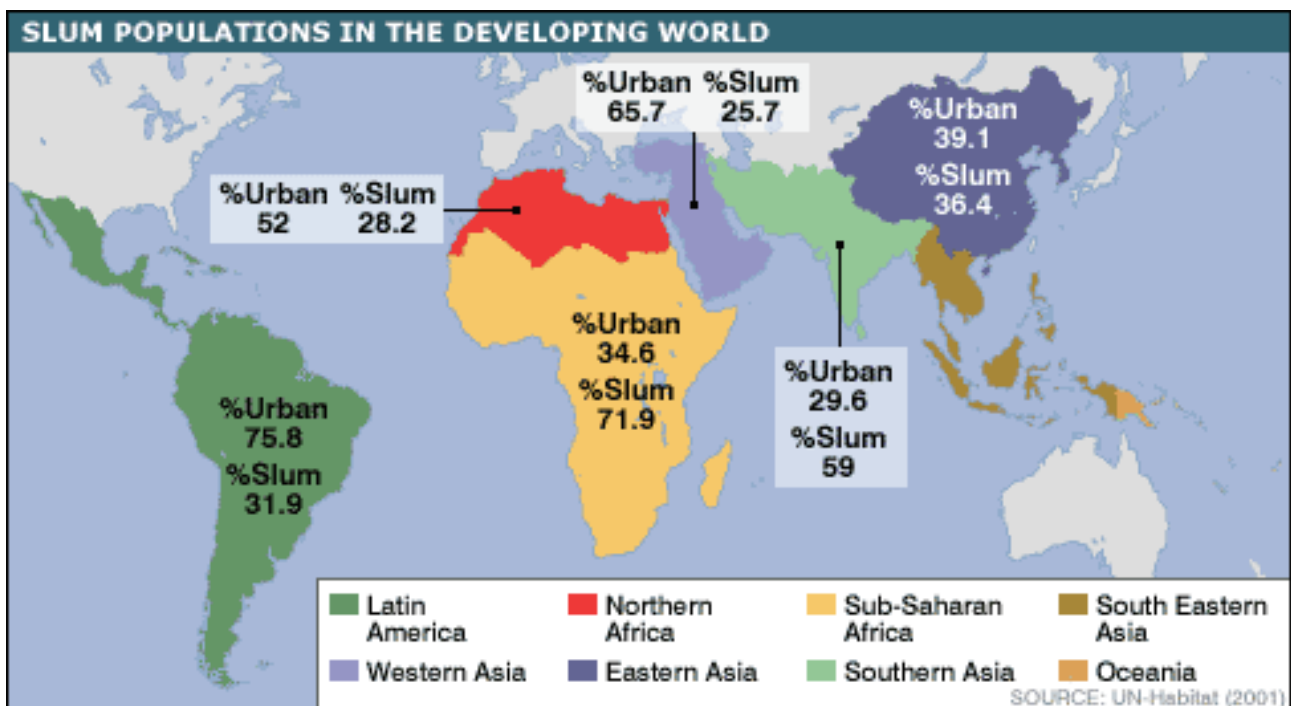 SLUM POPULATIONS IN THE DEVELOPING WORLD
%Urban %Slum
65.7 25.7
%Urban
39.1
%Slum
36.4
%Urban %Slum
52 28.2
%Urban
34.6
%Slum
71.9
%Urban
29.6
%Slum
59
%Urban
75.8
%Slum
31.9
Latin
America
Northern
Africa
Sub-Saharan
Africa
South Eastern
Asia
Western Asia
Eastern Asia
Southern Asia
Oceania
SOURCE: UN-Habitat (2001)